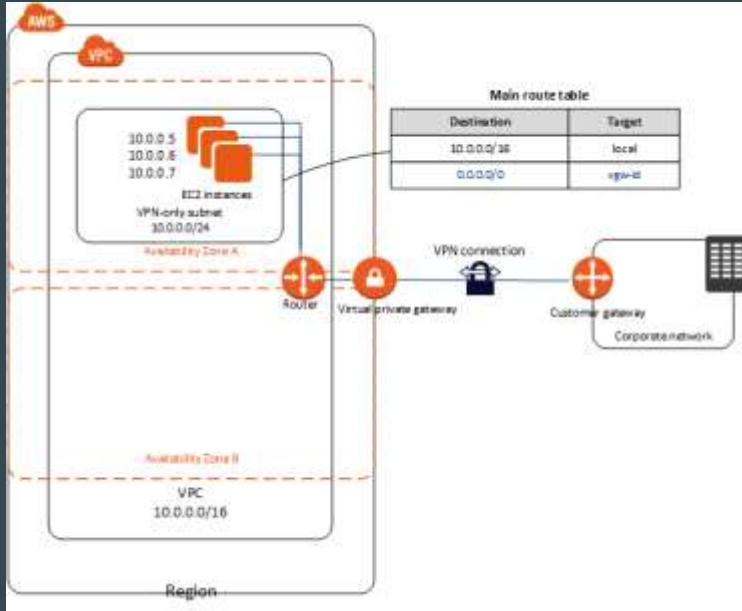 AWS
VPC
Main route table
Destination Target
10.0.0.0/16 local
0.0.0.0/0 vgw-id
10.0.0.5
10.0.0.6
10.0.0.7
EC2 instances
VPN-only subnet
10.0.0.0/24
Availability Zone A
VPN connection
Router
Virtual private gateway
Customer gateway
Corporate network
Availability Zone B
VPC
10.0.0.0/16
Region